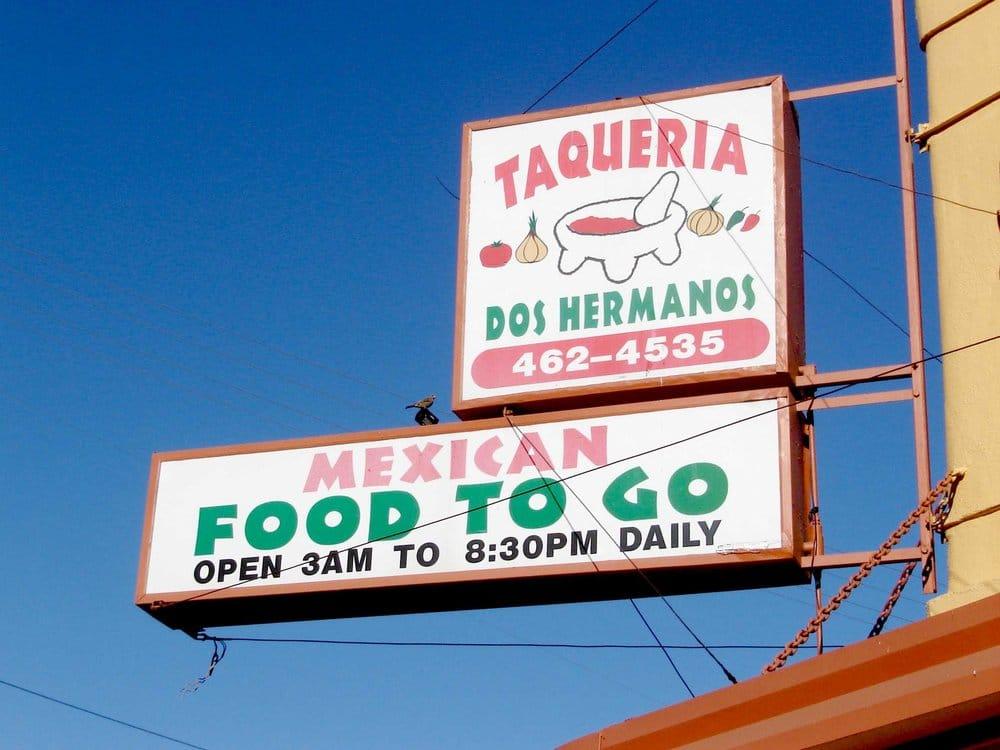 TAQUERIA
DOS HERMANOS
462-4535
MEXICAN
FOOD TO GO
OPEN 3AM TO 8:30PM DAILY